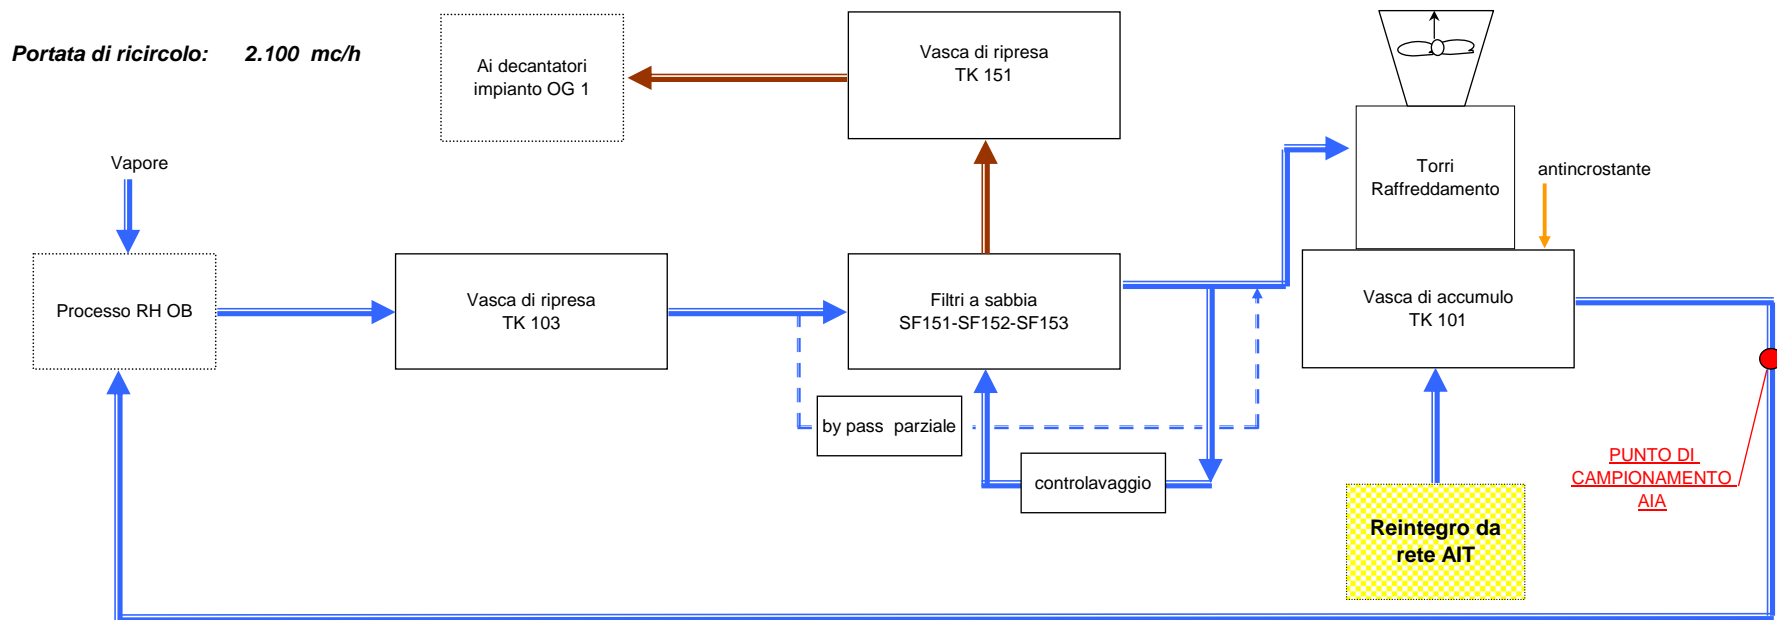 Portata di ricircolo: 2.100 mc/h
Ai decantatori
impianto OG 1
Vasca di ripresa
TK 151
Vapore
Torri
Raffreddamento
antincrostante
Processo RH OB
Vasca di ripresa
TK 103
Filtri a sabbia
SF151-SF152-SF153
Vasca di accumulo
TK 101
by pass parziale
controlavaggio
PUNTO DI
CAMPIONAMENTO
AIA
Reintegro da
rete AIT